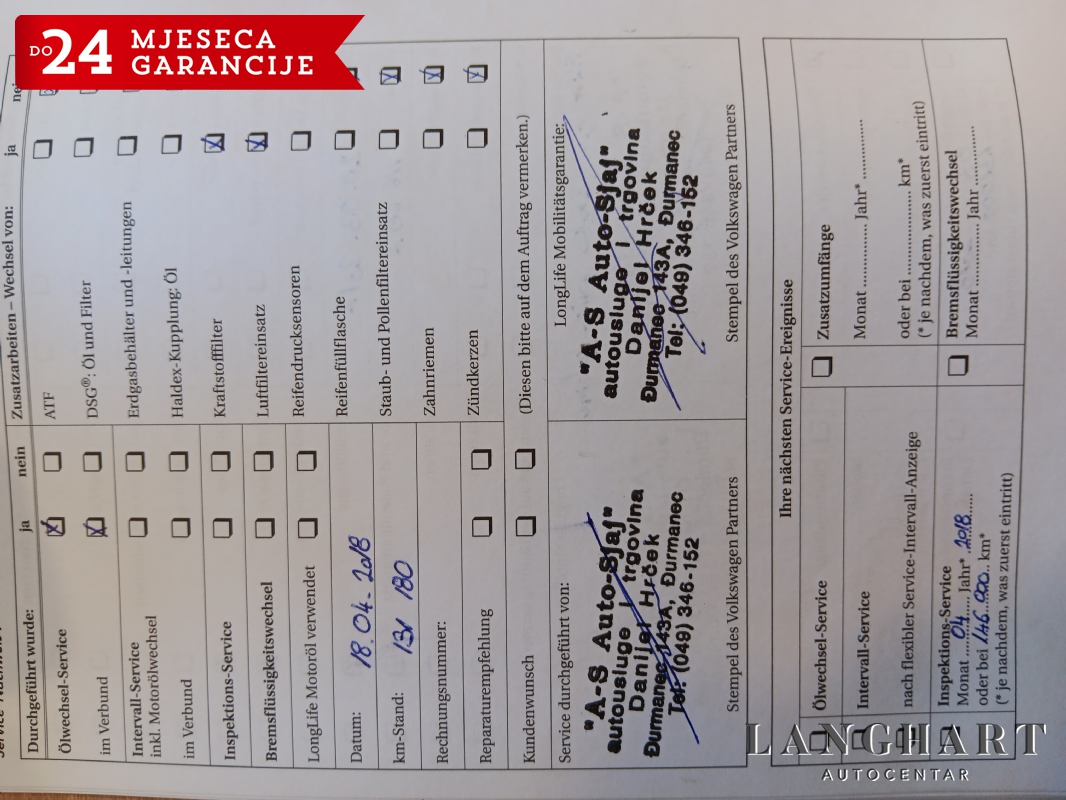 DO 24 MJESECA
GARANCIJE
Durchgeführt wurde: ja nein
Ölwechsel-Service
im Verbund
Intervall-Service
inkl. Motorölwechsel
im Verbund
Inspektions-Service
Bremsflüssigkeitswechsel
LongLife Motoröl verwendet
Datum: 18.04.2018
km-Stand: 131 180
Rechnungsnummer:
Reparaturempfehlung
Kundenwunsch (Diesen bitte auf dem Auftrag vermerken.)
Zusatzarbeiten – Wechsel von: ja
ATF
DSG®: Öl und Filter
Erdgasbehälter und -leitungen
Haldex-Kupplung: Öl
Kraftstofffilter
Luftfiltereinsatz
Reifendrucksensoren
Reifenfüllflasche
Staub- und Pollenfiltereinsatz
Zahnriemen
Zündkerzen
Service durchgeführt von:
"A-S Auto-Sjaj"
autousluge i trgovina
Danijel Hrček
Đurmanec 143A, Đurmanec
Tel: (049) 346-152
Stempel des Volkswagen Partners
LongLife Mobilitätsgarantie:
"A-S Auto-Sjaj"
autousluge i trgovina
Danijel Hrček
Đurmanec 143A, Đurmanec
Tel: (049) 346-152
Stempel des Volkswagen Partners
Ihre nächsten Service-Ereignisse
Ölwechsel-Service
Intervall-Service
nach flexibler Service-Intervall-Anzeige
Inspektions-Service
Monat 04 Jahr* 2018
oder bei 146 000 km*
(* je nachdem, was zuerst eintritt)
Zusatzumfänge
Monat ............ Jahr* ............
oder bei ............ km*
(* je nachdem, was zuerst eintritt)
Bremsflüssigkeitswechsel
Monat ............ Jahr ............
LANGHART
AUTOCENTAR